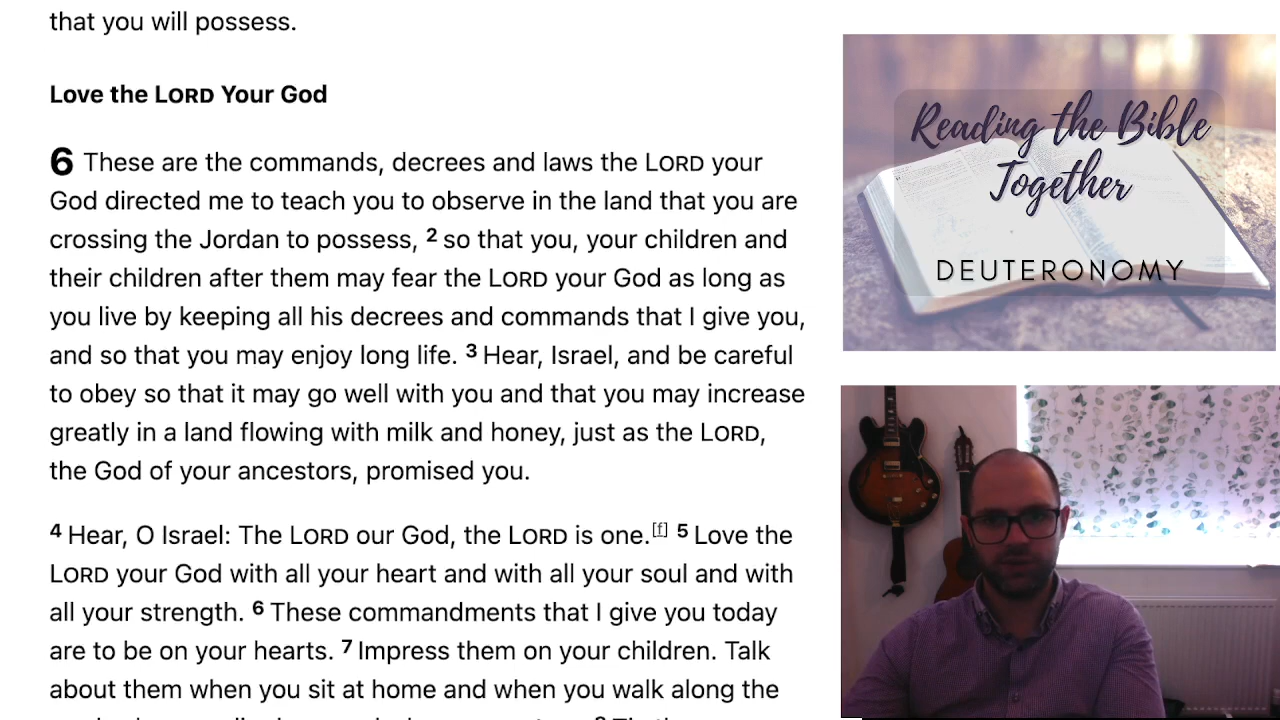 that you will possess.
Love the LORD Your God
6 These are the commands, decrees and laws the LORD your
God directed me to teach you to observe in the land that you are
crossing the Jordan to possess, 2 so that you, your children and
their children after them may fear the LORD your God as long as
you live by keeping all his decrees and commands that I give you,
and so that you may enjoy long life. 3 Hear, Israel, and be careful
to obey so that it may go well with you and that you may increase
greatly in a land flowing with milk and honey, just as the LORD,
the God of your ancestors, promised you.
4 Hear, O Israel: The LORD our God, the LORD is one.[f] 5 Love the
LORD your God with all your heart and with all your soul and with
all your strength. 6 These commandments that I give you today
are to be on your hearts. 7 Impress them on your children. Talk
about them when you sit at home and when you walk along the
Reading the Bible
Together
DEUTERONOMY